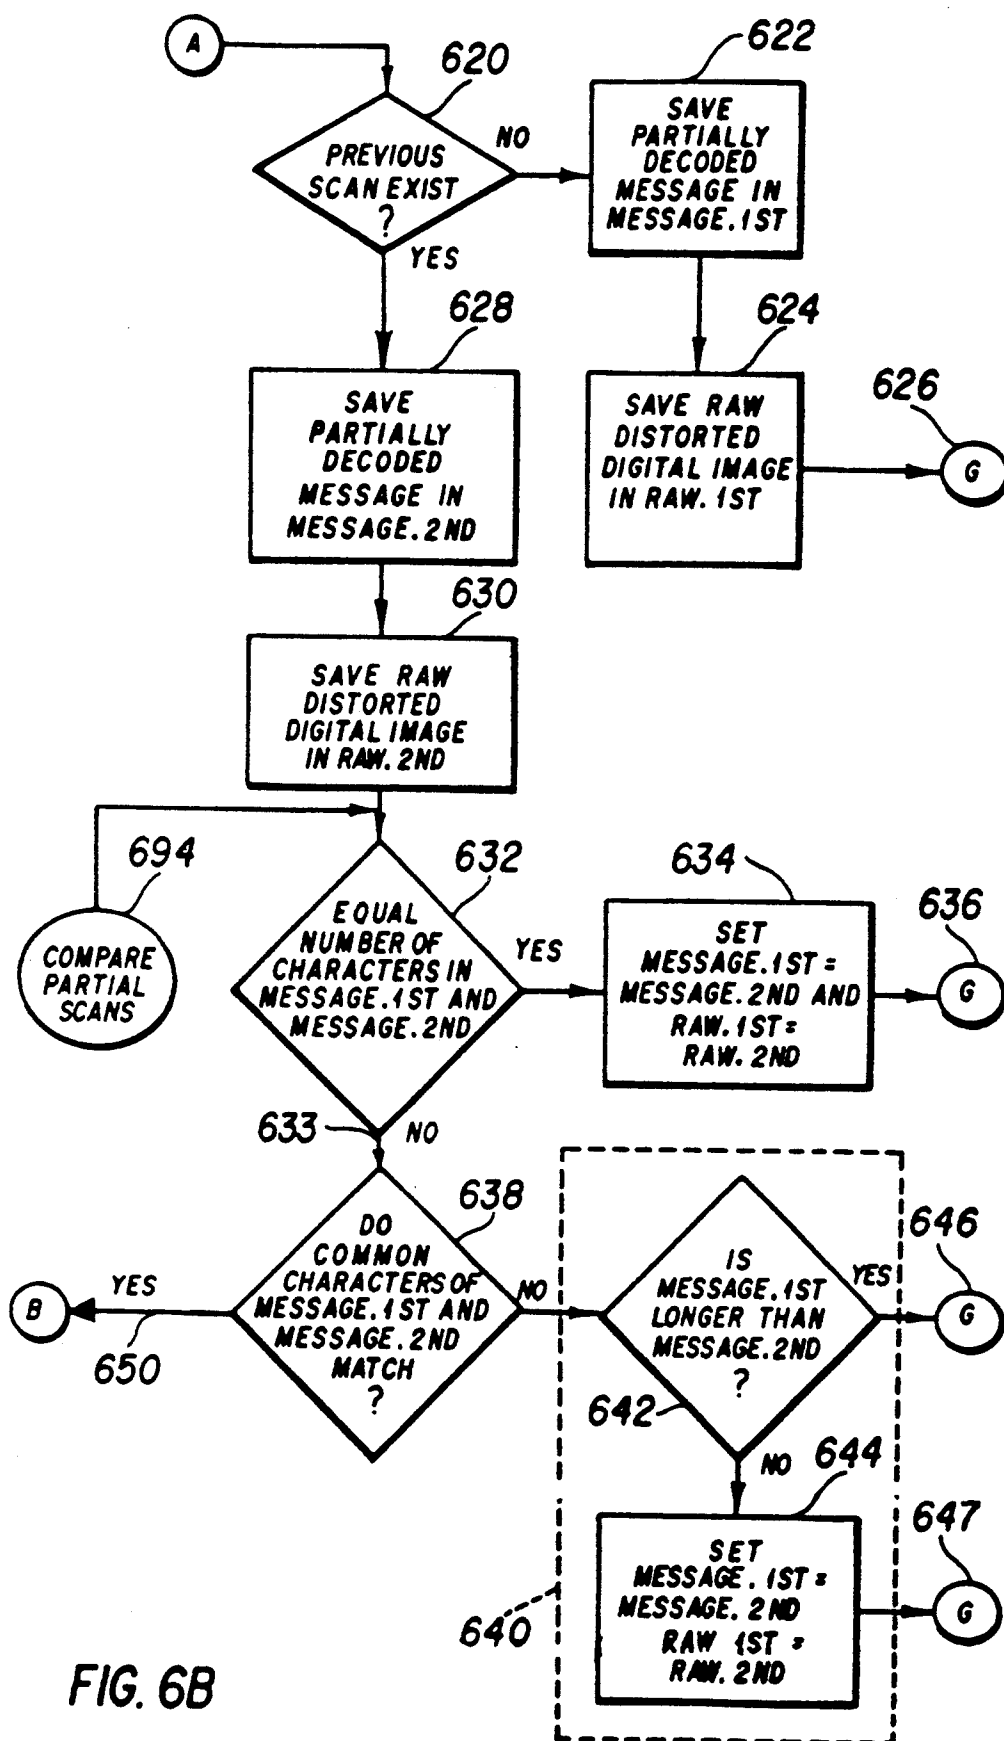 A
620
PREVIOUS
SCAN EXIST
?
NO
YES
622
SAVE
PARTIALLY
DECODED
MESSAGE IN
MESSAGE.1ST
624
SAVE RAW
DISTORTED
DIGITAL IMAGE
IN RAW.1ST
626
G
628
SAVE
PARTIALLY
DECODED
MESSAGE IN
MESSAGE.2ND
630
SAVE RAW
DISTORTED
DIGITAL IMAGE
IN RAW.2ND
694
COMPARE
PARTIAL
SCANS
632
EQUAL
NUMBER OF
CHARACTERS IN
MESSAGE.1ST AND
MESSAGE.2ND
YES
634
SET
MESSAGE.1ST=
MESSAGE.2ND AND
RAW.1ST=
RAW.2ND
636
G
633
NO
638
DO
COMMON
CHARACTERS OF
MESSAGE.1ST AND
MESSAGE.2ND
MATCH
?
YES
B
650
NO
IS
MESSAGE.1ST
LONGER THAN
MESSAGE.2ND
?
642
YES
646
G
NO
644
SET
MESSAGE.1ST=
MESSAGE.2ND
RAW 1ST=
RAW.2ND
647
G
640
FIG. 6B